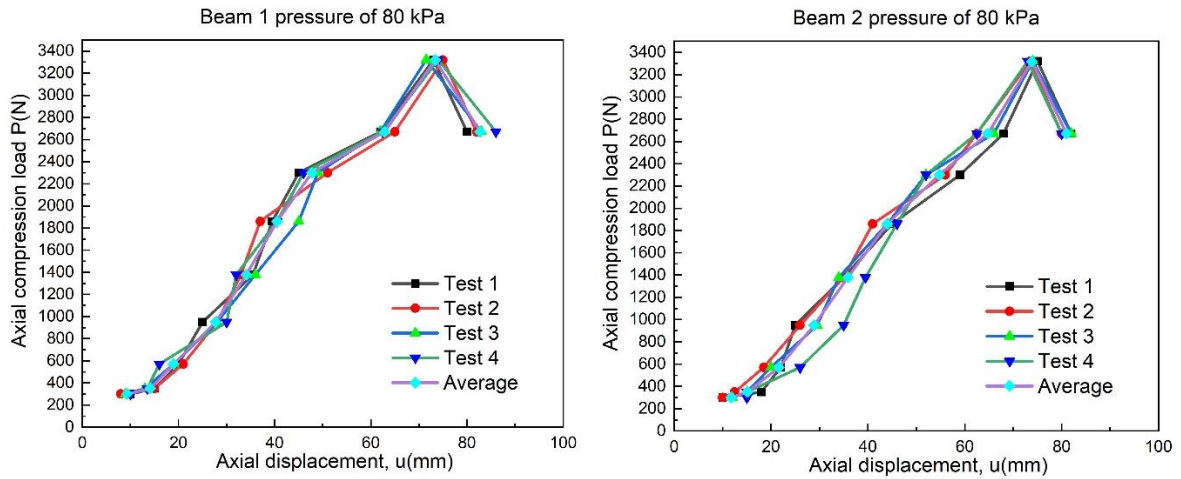 Beam 1 pressure of 80 kPa
Axial compression load P(N)
3400
3200
3000
2800
2600
2400
2200
2000
1800
1600
1400
1200
1000
800
600
400
200
0
Test 1
Test 2
Test 3
Test 4
Average
0 20 40 60 80 100
Axial displacement, u(mm)
Beam 2 pressure of 80 kPa
Axial compression load P(N)
3400
3200
3000
2800
2600
2400
2200
2000
1800
1600
1400
1200
1000
800
600
400
200
0
Test 1
Test 2
Test 3
Test 4
Average
0 20 40 60 80 100
Axial displacement, u(mm)